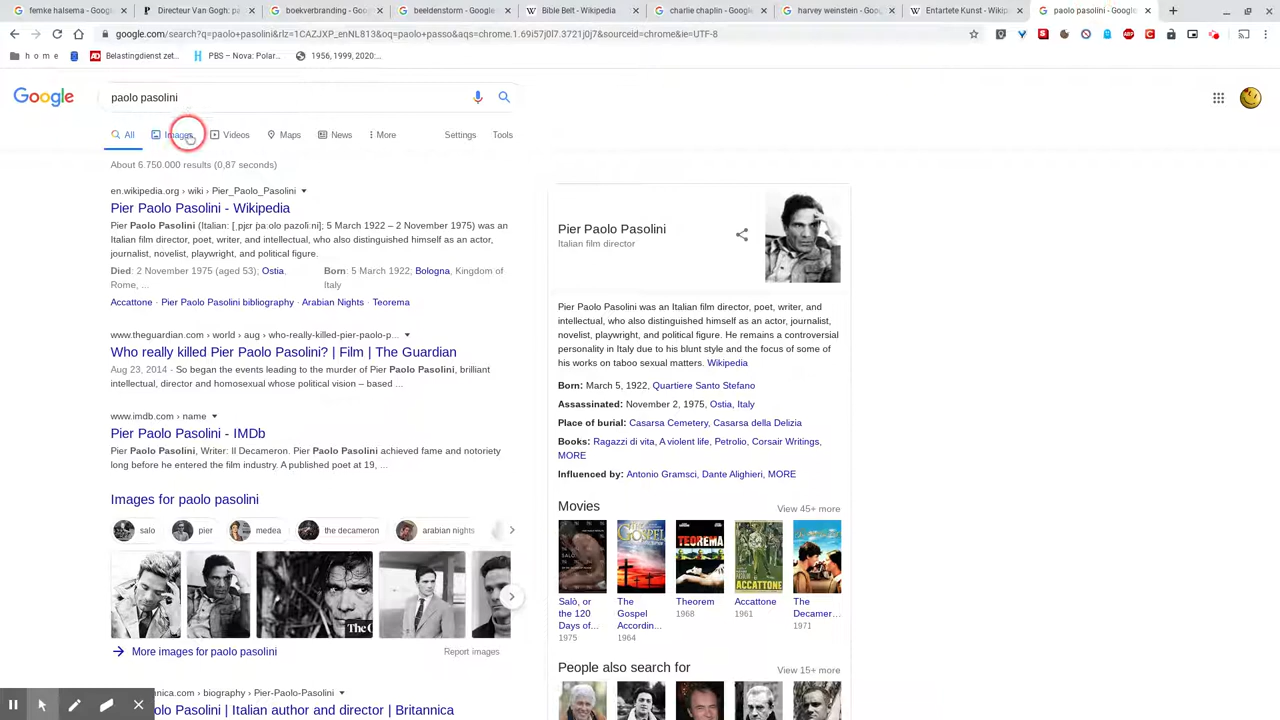 femke halsema - Google
Directeur Van Gogh: pa
boekverbranding - Goog
beeldenstorm - Google
Bible Belt - Wikipedia
charlie chaplin - Goog
harvey weinstein - Goo
Entartete Kunst - Wikip
paolo pasolini - Google
google.com/search?q=paolo+pasolini&rlz=1CAZJXP_enNL813&oq=paolo+passo&aqs=chrome.1.69i57j0l7.3721j0j7&sourceid=chrome&ie=UTF-8
h o m e
Belastingdienst zet...
PBS – Nova: Polar...
1956, 1999, 2020:...
Google
paolo pasolini
All
Images
Videos
Maps
News
More
Settings
Tools
About 6.750.000 results (0,87 seconds)
en.wikipedia.org › wiki › Pier_Paolo_Pasolini
Pier Paolo Pasolini - Wikipedia
Pier Paolo Pasolini (Italian: [ˌpjɛr ˈpaːolo pazoˈliːni]; 5 March 1922 – 2 November 1975) was an
Italian film director, poet, writer, and intellectual, who also distinguished himself as an actor,
journalist, novelist, playwright, and political figure.
Died: 2 November 1975 (aged 53); Ostia,
Rome, ...
Born: 5 March 1922; Bologna, Kingdom of
Italy
Accattone · Pier Paolo Pasolini bibliography · Arabian Nights · Teorema
www.theguardian.com › world › aug › who-really-killed-pier-paolo-p...
Who really killed Pier Paolo Pasolini? | Film | The Guardian
Aug 23, 2014 - So began the events leading to the murder of Pier Paolo Pasolini, brilliant
intellectual, director and homosexual whose political vision – based ...
www.imdb.com › name
Pier Paolo Pasolini - IMDb
Pier Paolo Pasolini, Writer: Il Decameron. Pier Paolo Pasolini achieved fame and notoriety
long before he entered the film industry. A published poet at 19, ...
Images for paolo pasolini
salo
pier
medea
the decameron
arabian nights
More images for paolo pasolini
Report images
nica.com › biography › Pier-Paolo-Pasolini
olo Pasolini | Italian author and director | Britannica
Pier Paolo Pasolini
Italian film director
Pier Paolo Pasolini was an Italian film director, poet, writer, and
intellectual, who also distinguished himself as an actor, journalist,
novelist, playwright, and political figure. He remains a controversial
personality in Italy due to his blunt style and the focus of some of
his works on taboo sexual matters. Wikipedia
Born: March 5, 1922, Quartiere Santo Stefano
Assassinated: November 2, 1975, Ostia, Italy
Place of burial: Casarsa Cemetery, Casarsa della Delizia
Books: Ragazzi di vita, A violent life, Petrolio, Corsair Writings,
MORE
Influenced by: Antonio Gramsci, Dante Alighieri, MORE
Movies
View 45+ more
TEOREMA
ACCATTONE
Salò, or
the 120
Days of...
1975
The
Gospel
Accordin...
1964
Theorem
1968
Accattone
1961
The
Decamer...
1971
People also search for
View 15+ more